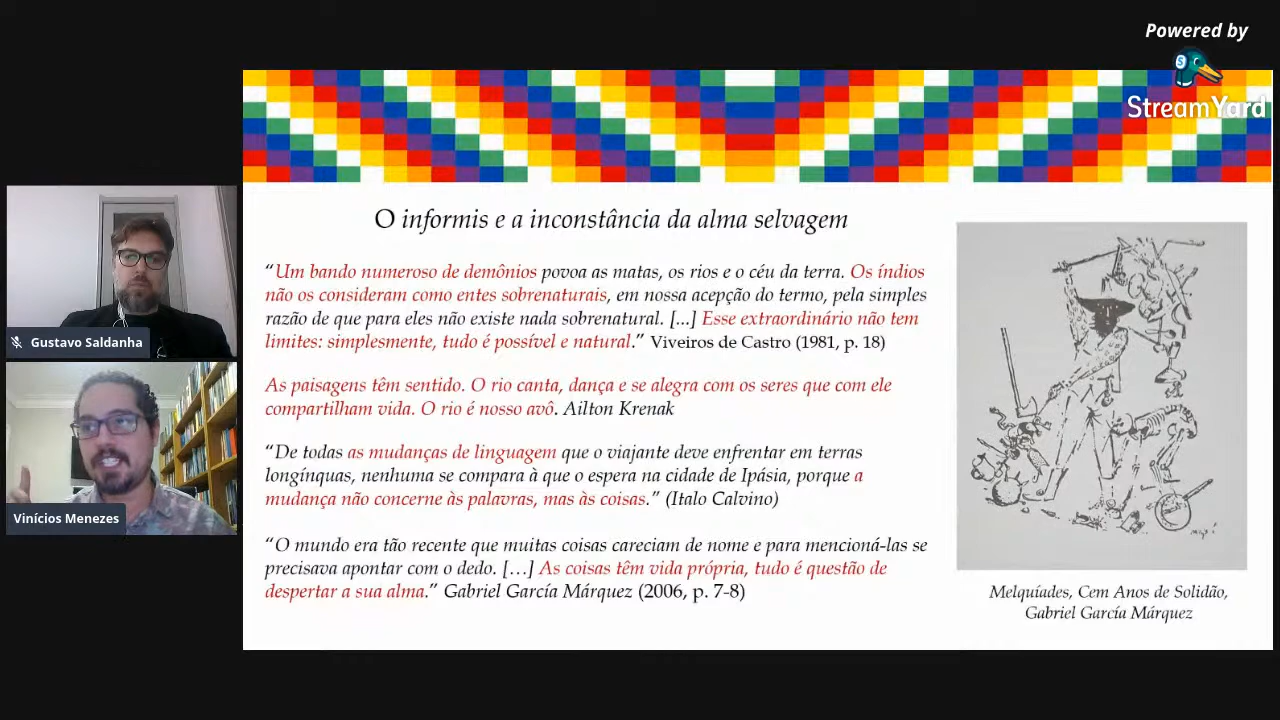 Powered by
StreamYard
O informis e a inconstância da alma selvagem
“Um bando numeroso de demônios povoa as matas, os rios e o céu da terra. Os índios
não os consideram como entes sobrenaturais, em nossa acepção do termo, pela simples
razão de que para eles não existe nada sobrenatural. [...] Esse extraordinário não tem
limites: simplesmente, tudo é possível e natural.” Viveiros de Castro (1981, p. 18)
As paisagens têm sentido. O rio canta, dança e se alegra com os seres que com ele
compartilham vida. O rio é nosso avô. Ailton Krenak
“De todas as mudanças de linguagem que o viajante deve enfrentar em terras
longínquas, nenhuma se compara à que o espera na cidade de Ipásia, porque a
mudança não concerne às palavras, mas às coisas.” (Italo Calvino)
“O mundo era tão recente que muitas coisas careciam de nome e para mencioná-las se
precisava apontar com o dedo. […] As coisas têm vida própria, tudo é questão de
despertar a sua alma.” Gabriel García Márquez (2006, p. 7-8)
Melquíades, Cem Anos de Solidão,
Gabriel García Márquez
Gustavo Saldanha
Vinícios Menezes